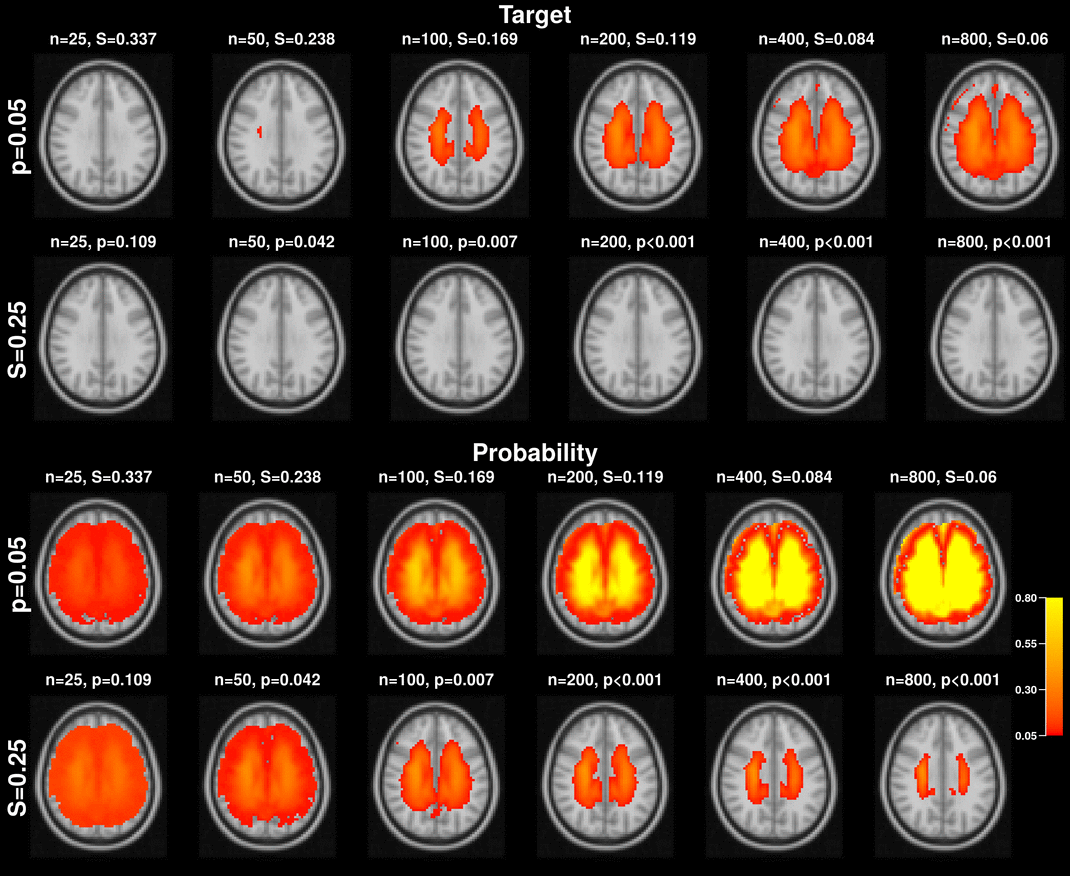 Target
n=25, S=0.337 n=50, S=0.238 n=100, S=0.169 n=200, S=0.119 n=400, S=0.084 n=800, S=0.06
p=0.05
n=25, p=0.109 n=50, p=0.042 n=100, p=0.007 n=200, p<0.001 n=400, p<0.001 n=800, p<0.001
S=0.25
Probability
n=25, S=0.337 n=50, S=0.238 n=100, S=0.169 n=200, S=0.119 n=400, S=0.084 n=800, S=0.06
p=0.05
n=25, p=0.109 n=50, p=0.042 n=100, p=0.007 n=200, p<0.001 n=400, p<0.001 n=800, p<0.001
S=0.25
0.80
0.55
0.30
0.05